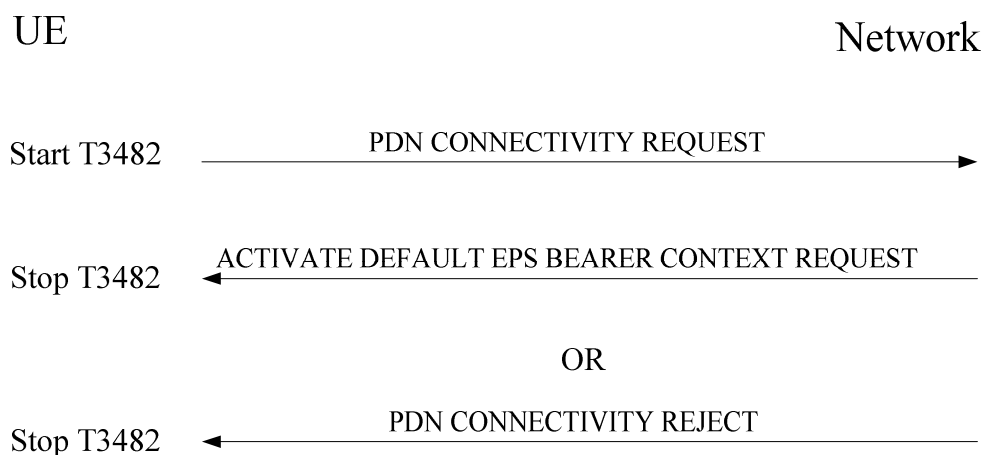 UE
Network
Start T3482
PDN CONNECTIVITY REQUEST
ACTIVATE DEFAULT EPS BEARER CONTEXT REQUEST
Stop T3482
OR
PDN CONNECTIVITY REJECT
Stop T3482